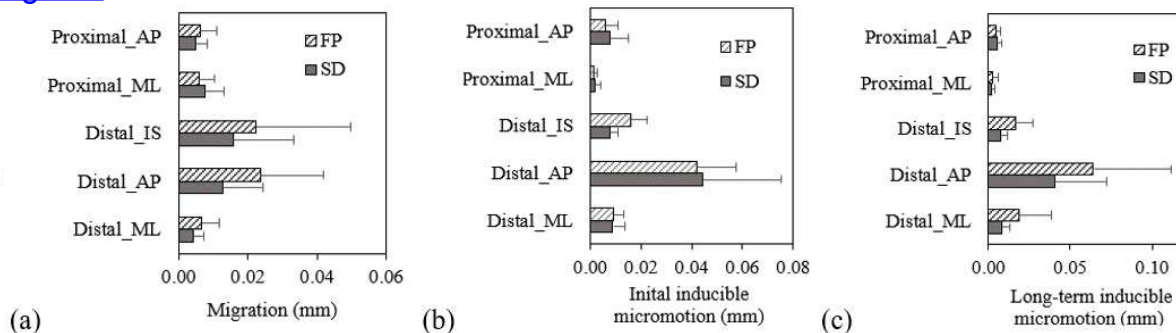 Proximal_AP
Proximal_ML
Distal_IS
Distal_AP
Distal_ML
FP
SD
0.00 0.02 0.04 0.06
Migration (mm)
(a)
Proximal_AP
Proximal_ML
Distal_IS
Distal_AP
Distal_ML
FP
SD
0.00 0.02 0.04 0.06 0.08
Inital inducible
micromotion (mm)
(b)
Proximal_AP
Proximal_ML
Distal_IS
Distal_AP
Distal_ML
FP
SD
0.00 0.05 0.10
Long-term inducible
micromotion (mm)
(c)